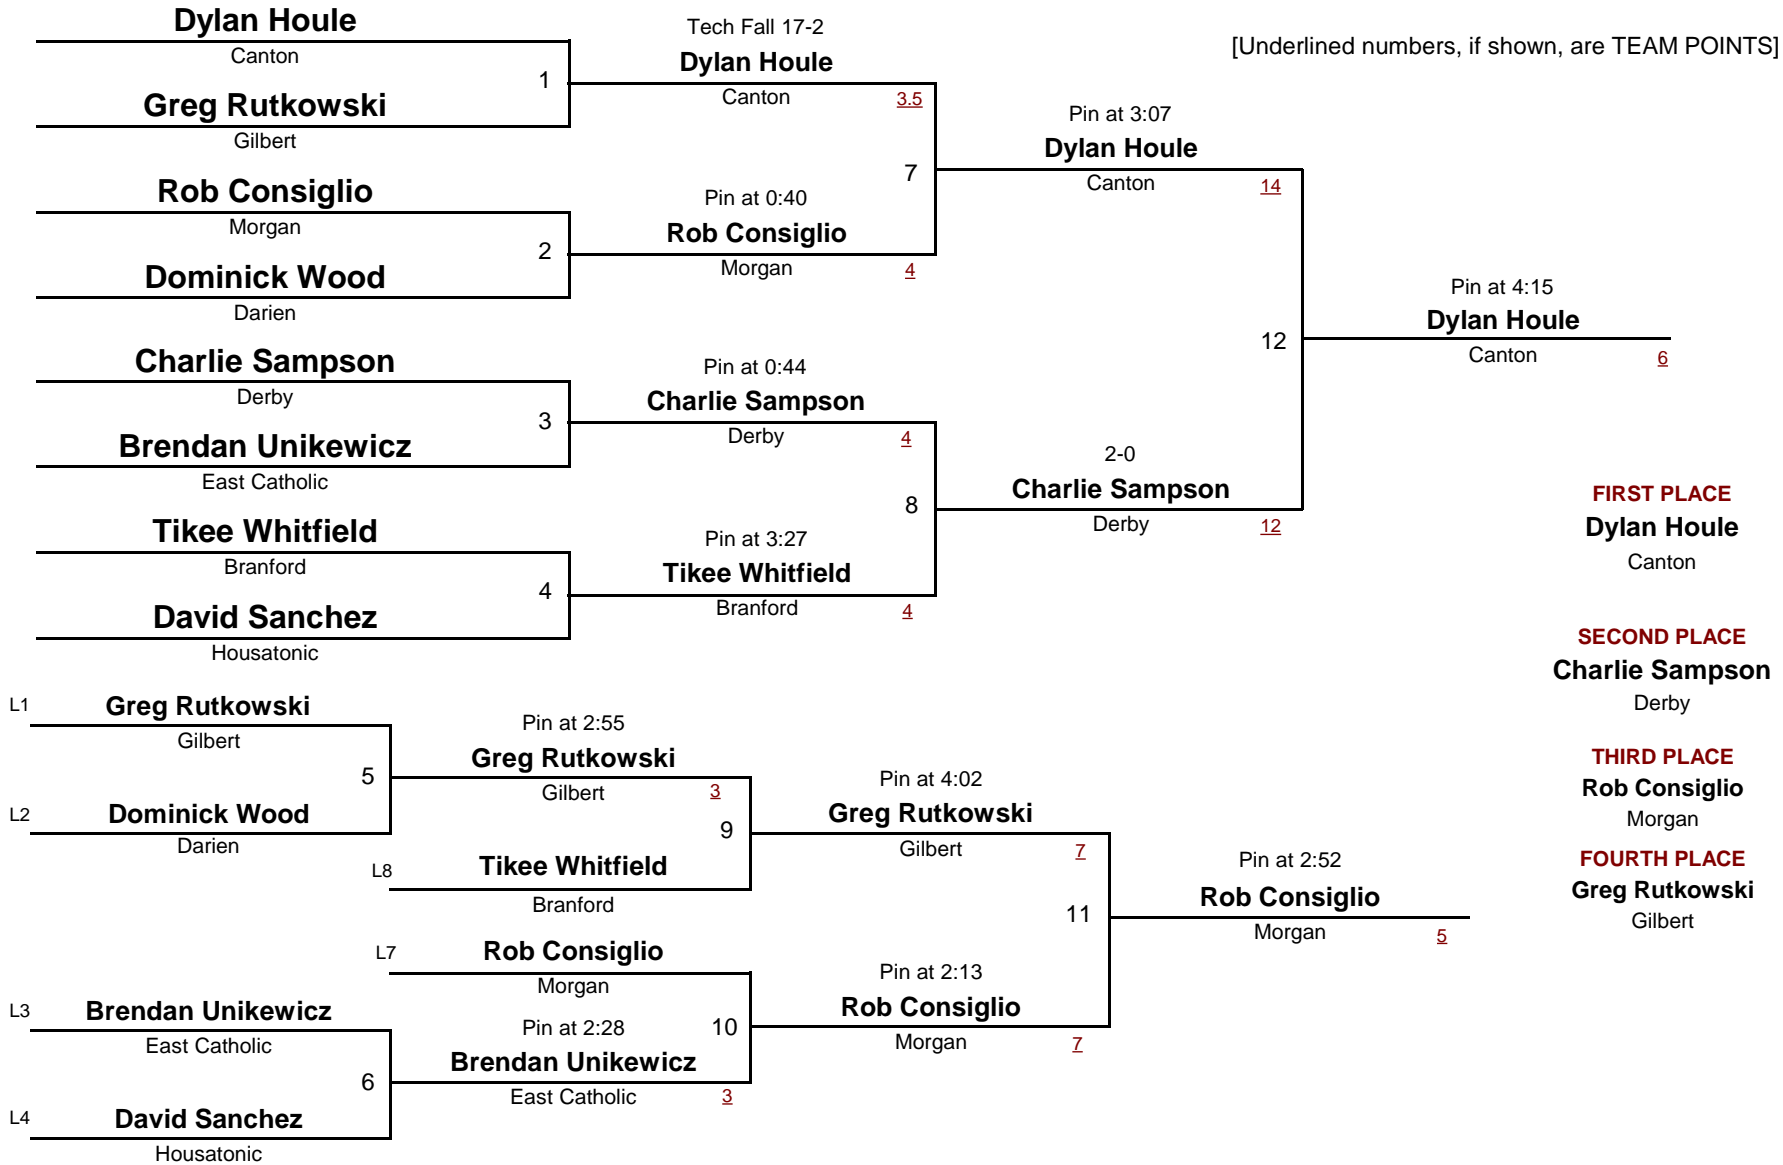 [Underlined numbers, if shown, are TEAM POINTS]
Dylan Houle
Canton
1
Greg Rutkowski
Gilbert
Rob Consiglio
Morgan
2
Dominick Wood
Darien
Charlie Sampson
Derby
3
Brendan Unikewicz
East Catholic
Tikee Whitfield
Branford
4
David Sanchez
Housatonic
Tech Fall 17-2
Dylan Houle
Canton 3.5
7
Pin at 0:40
Rob Consiglio
Morgan 4
Pin at 0:44
Charlie Sampson
Derby 4
8
Pin at 3:27
Tikee Whitfield
Branford 4
Pin at 3:07
Dylan Houle
Canton 14
12
2-0
Charlie Sampson
Derby 12
Pin at 4:15
Dylan Houle
Canton 6
FIRST PLACE
Dylan Houle
Canton
SECOND PLACE
Charlie Sampson
Derby
THIRD PLACE
Rob Consiglio
Morgan
FOURTH PLACE
Greg Rutkowski
Gilbert
L1 Greg Rutkowski
Gilbert
5
L2 Dominick Wood
Darien
L3 Brendan Unikewicz
East Catholic
6
L4 David Sanchez
Housatonic
Pin at 2:55
Greg Rutkowski
Gilbert 3
9
L8 Tikee Whitfield
Branford
L7 Rob Consiglio
Morgan
10
Pin at 2:28
Brendan Unikewicz
East Catholic 3
Pin at 4:02
Greg Rutkowski
Gilbert 7
11
Pin at 2:13
Rob Consiglio
Morgan 7
Pin at 2:52
Rob Consiglio
Morgan 5